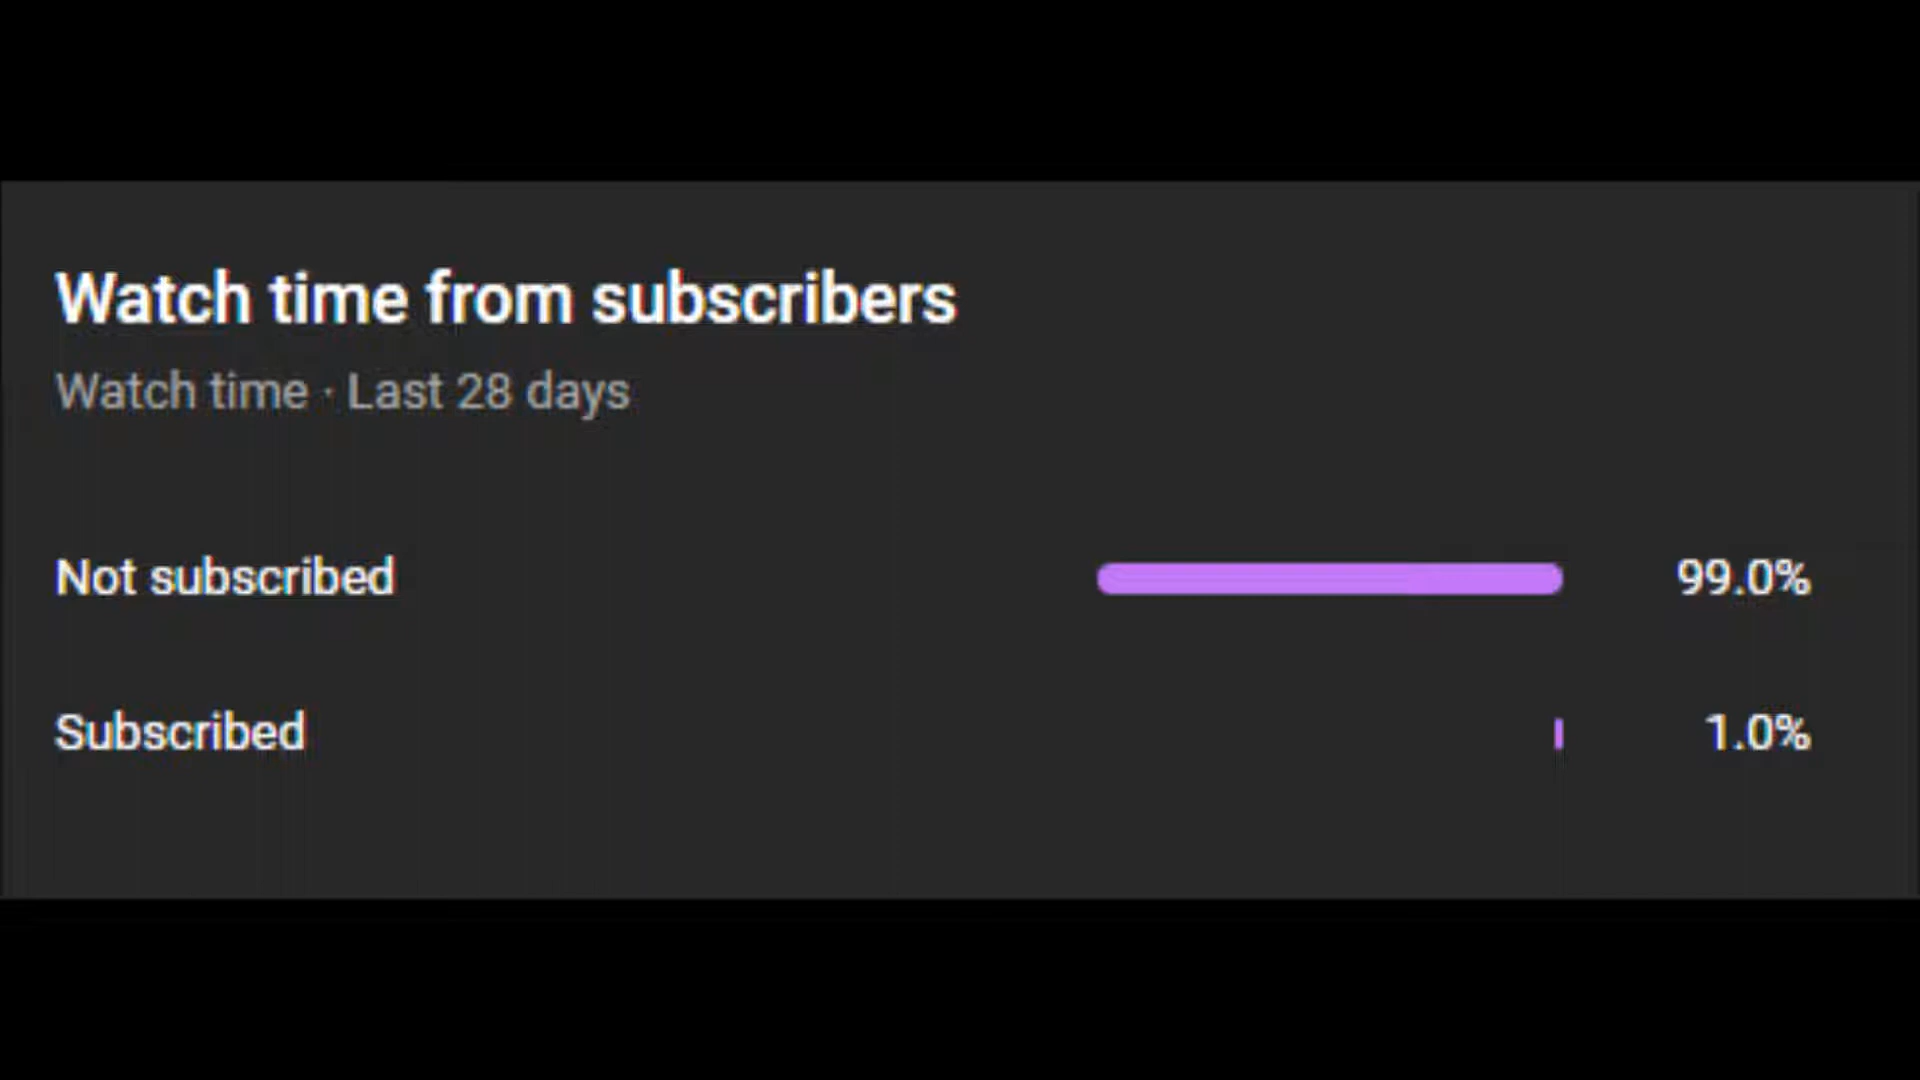 Watch time from subscribers
Watch time · Last 28 days
Not subscribed 99.0%
Subscribed 1.0%